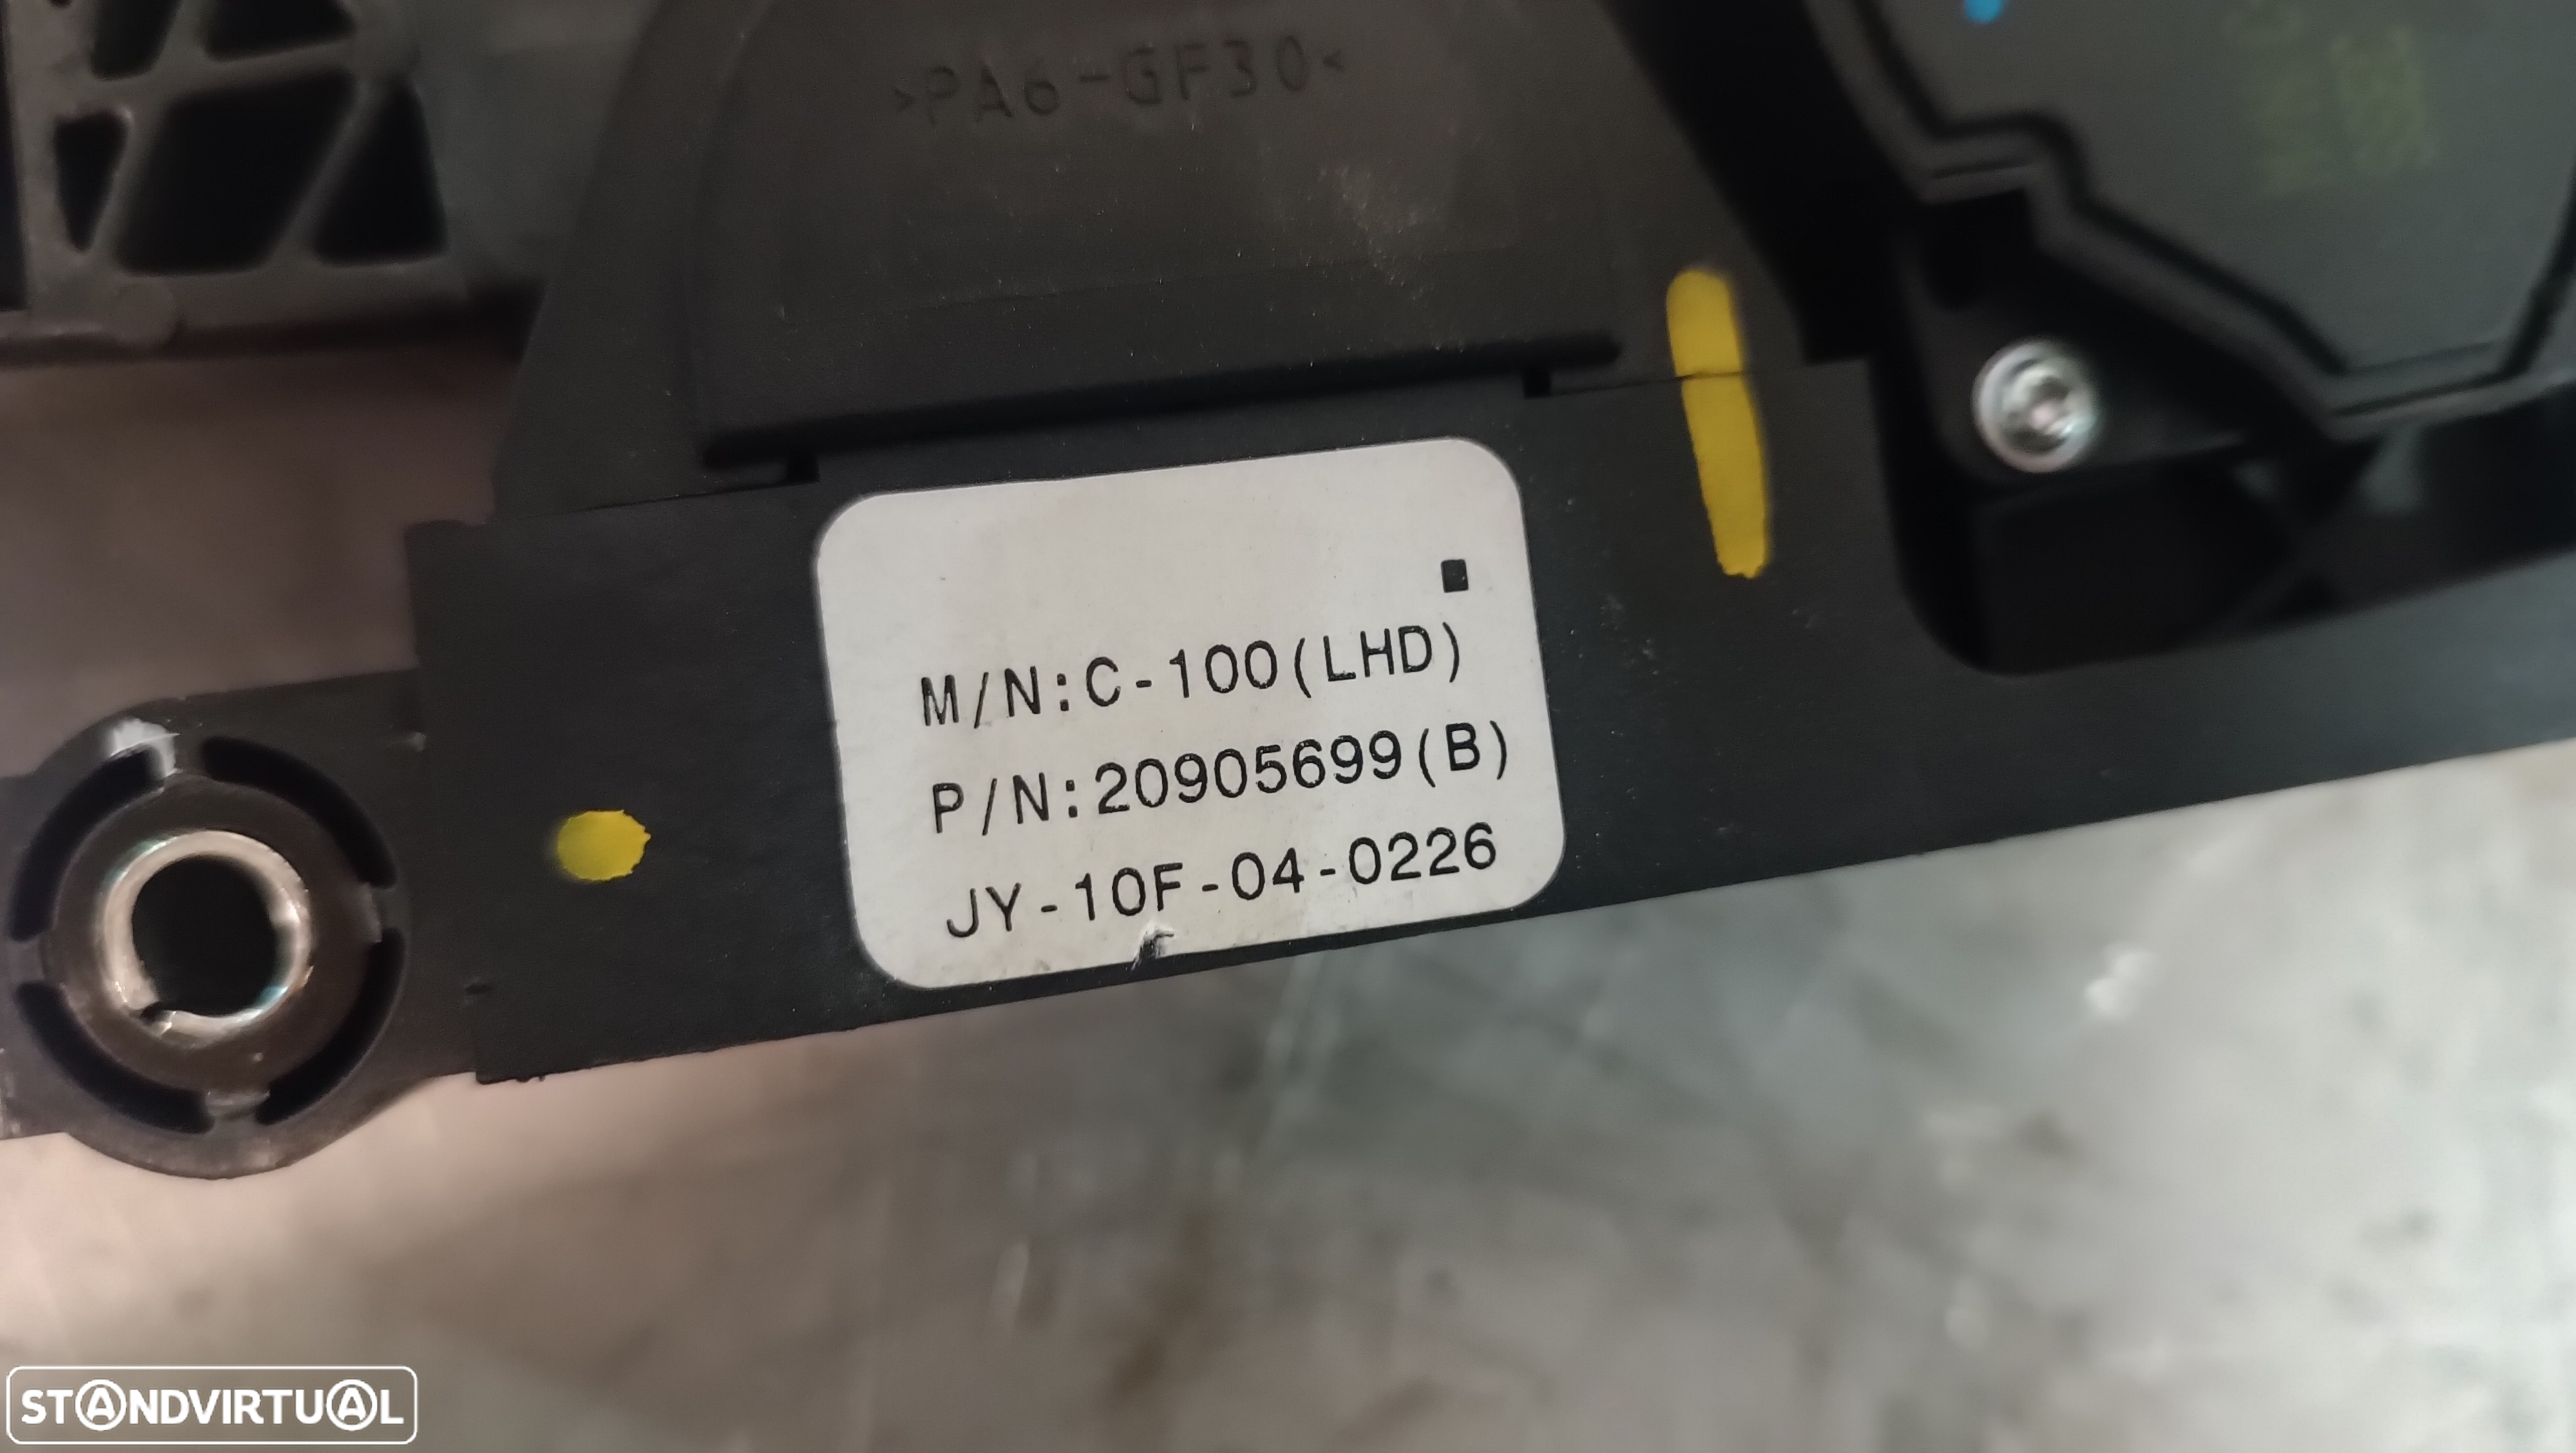 >PA6-GF30<
M/N:C-100(LHD)
P/N:20905699(B)
JY-10F-04-0226
STANDVIRTUAL